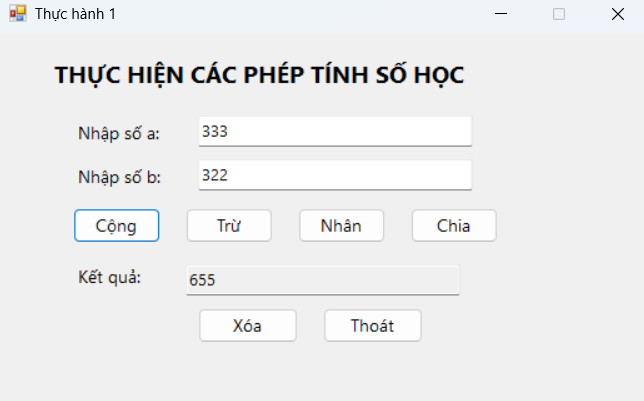 Thực hành 1
THỰC HIỆN CÁC PHÉP TÍNH SỐ HỌC
Nhập số a: 333
Nhập số b: 322
Cộng Trừ Nhân Chia
Kết quả: 655
Xóa Thoát